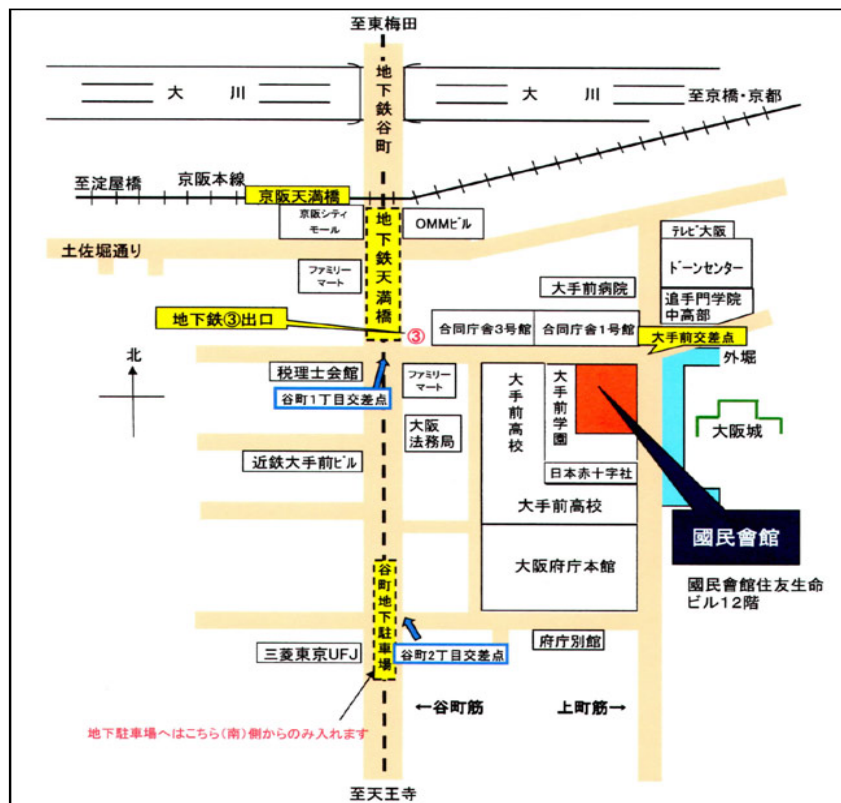 至東梅田
地下鉄谷町
大 川
大 川
至京橋・京都
至淀屋橋
京阪本線
京阪天満橋
京阪シティ
モール
地下鉄天満橋
OMMビル
土佐堀通り
ファミリー
マート
テレビ大阪
ドーンセンター
大手前病院
追手門学院
中高部
地下鉄③出口
③
合同庁舎3号館
合同庁舎1号館
大手前交差点
北
税理士会館
谷町1丁目交差点
ファミリー
マート
大手前高校
大手前学園
外堀
大阪城
大阪
法務局
近鉄大手前ビル
日本赤十字社
大手前高校
國民會館
大阪府庁本館
國民會館住友生命
ビル12階
谷町地下駐車場
三菱東京UFJ
谷町2丁目交差点
府庁別館
←谷町筋
上町筋→
地下駐車場へはこちら(南)側からのみ入れます
至天王寺